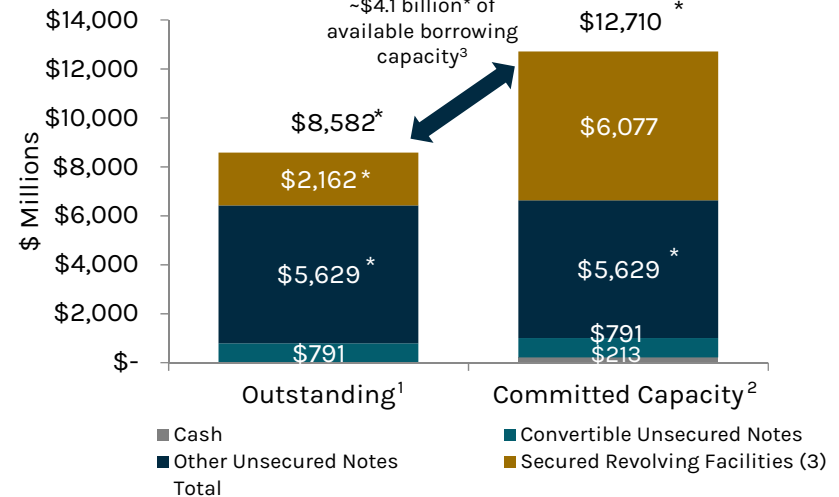 ~$4.1 billion* of
available borrowing
capacity³
$ Millions
$14,000
$12,000
$10,000
$8,000
$6,000
$4,000
$2,000
$-
$8,582*
$2,162*
$5,629*
$791
$12,710 *
$6,077
$5,629 *
$791
$213
Outstanding¹
Committed Capacity²
Cash
Convertible Unsecured Notes
Other Unsecured Notes
Secured Revolving Facilities (3)
Total